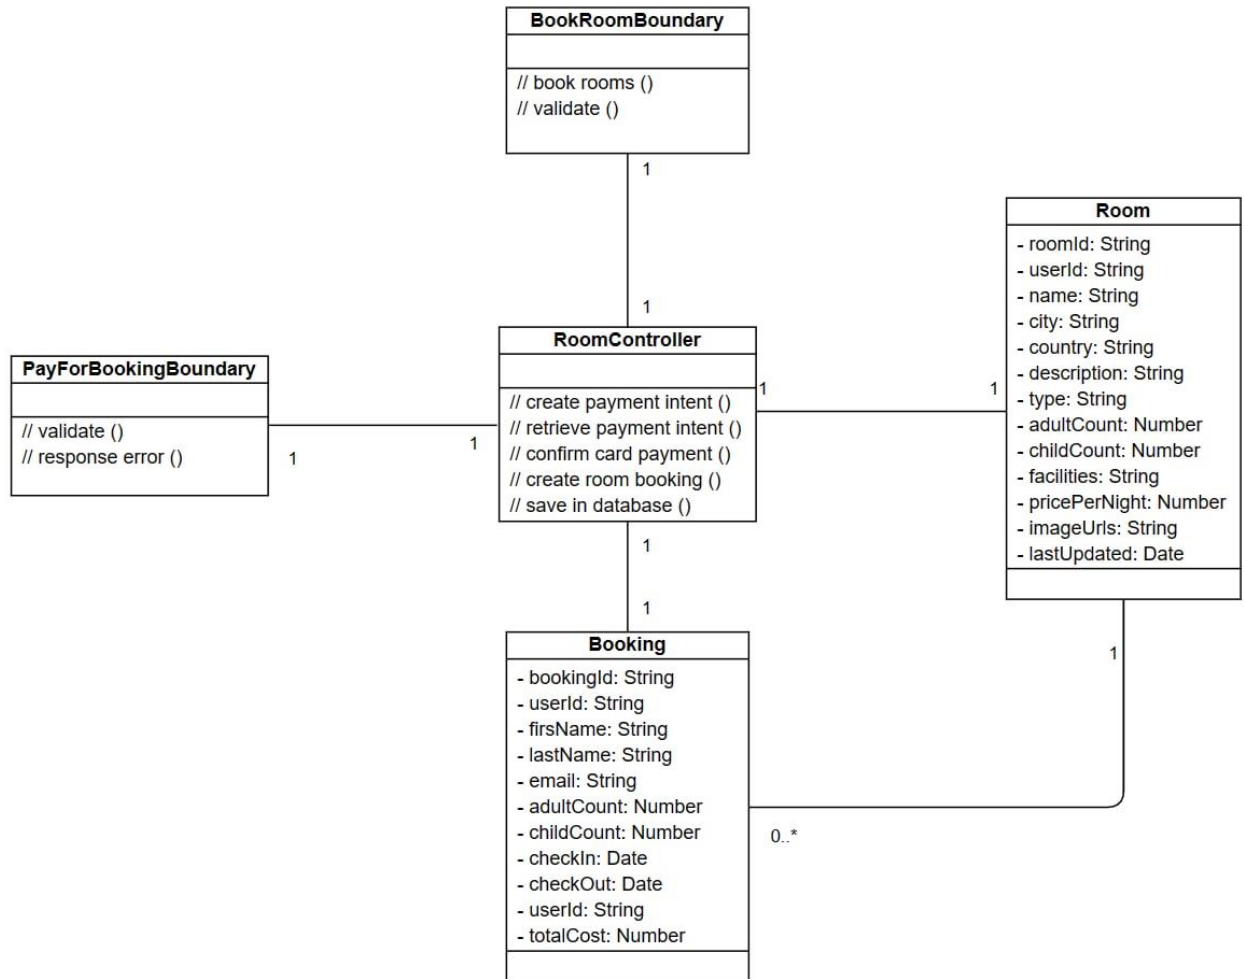 BookRoomBoundary
// book rooms ()
// validate ()
1
1
RoomController
// create payment intent ()
// retrieve payment intent ()
// confirm card payment ()
// create room booking ()
// save in database ()
PayForBookingBoundary
// validate ()
// response error ()
1
1
1
1
Room
- roomId: String
- userId: String
- name: String
- city: String
- country: String
- description: String
- type: String
- adultCount: Number
- childCount: Number
- facilities: String
- pricePerNight: Number
- imageUrls: String
- lastUpdated: Date
1
1
1
Booking
- bookingId: String
- userId: String
- firsName: String
- lastName: String
- email: String
- adultCount: Number
- childCount: Number
- checkIn: Date
- checkOut: Date
- userId: String
- totalCost: Number
0..*